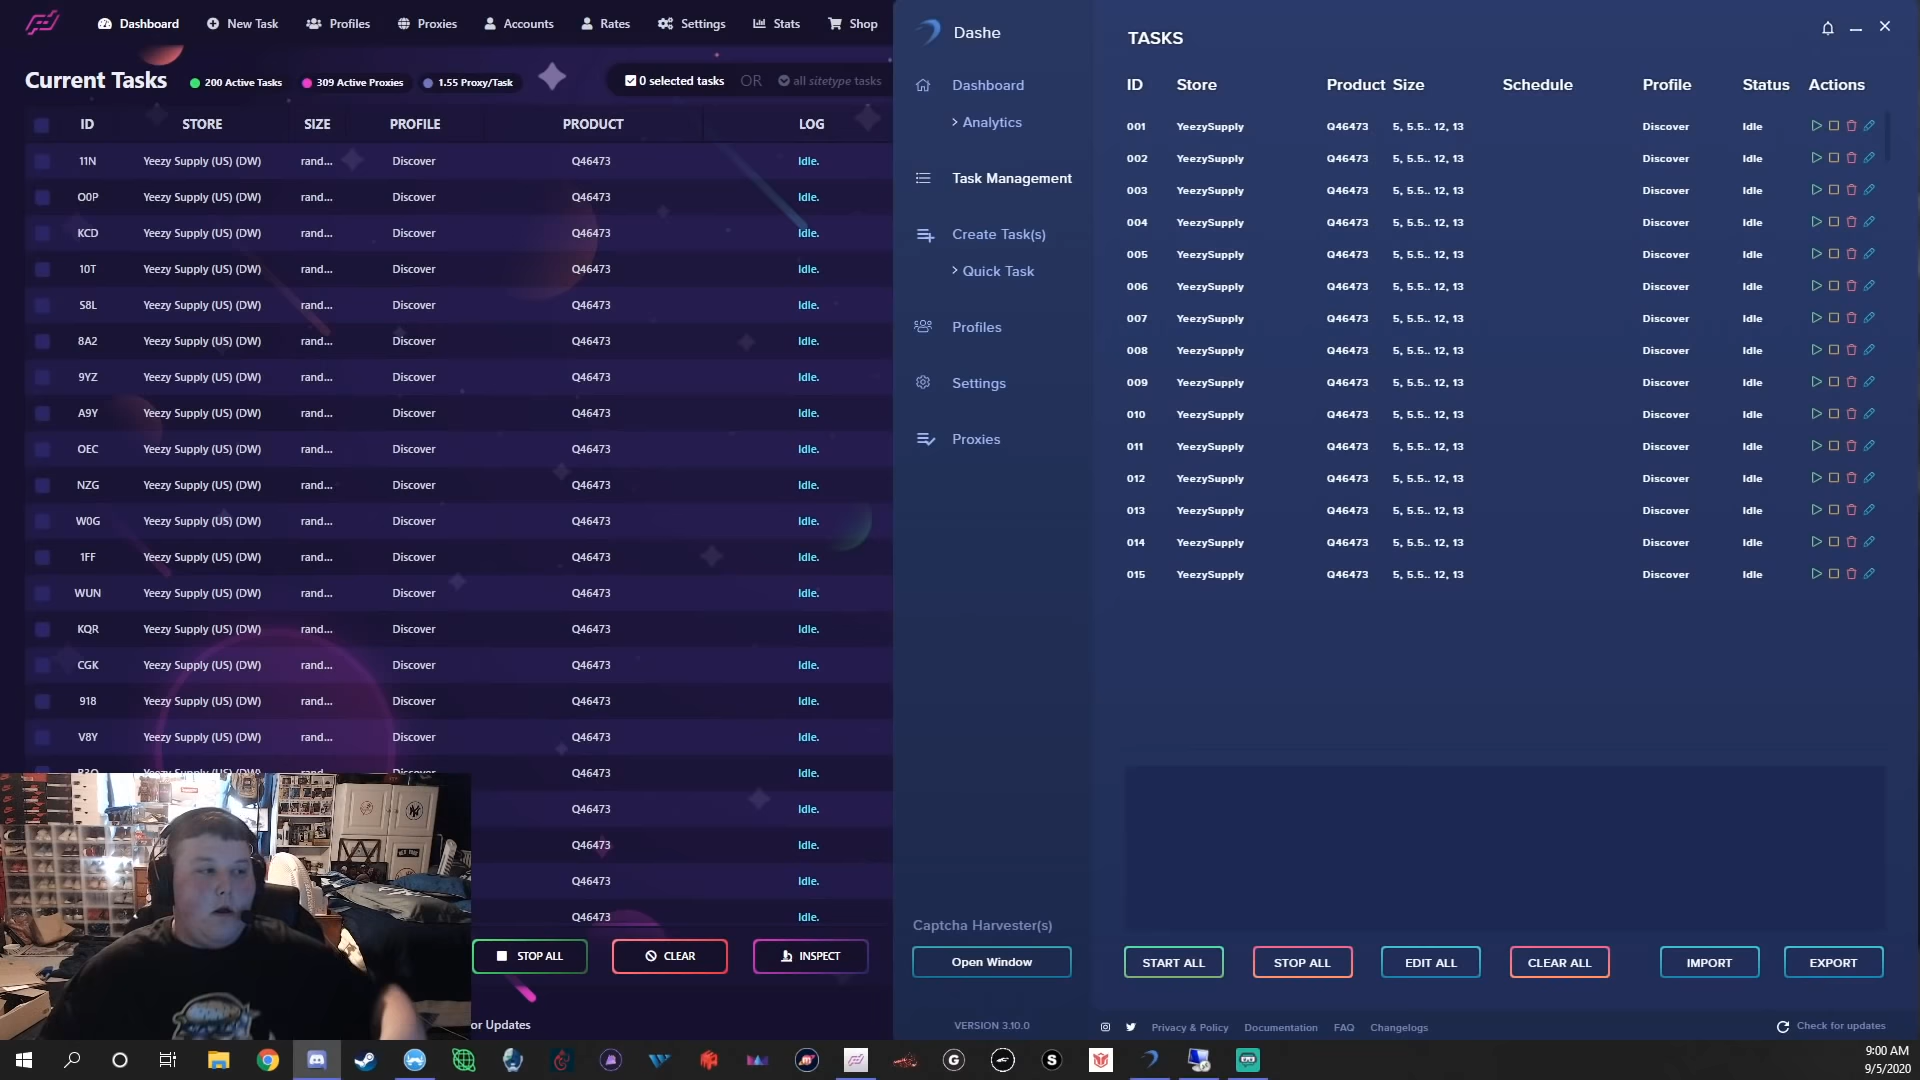 Dashboard New Task Profiles Proxies Accounts Rates Settings Stats Shop
Current Tasks 200 Active Tasks 309 Active Proxies 1.55 Proxy/Task 0 selected tasks OR all sitetype tasks
ID STORE SIZE PROFILE PRODUCT LOG
11N Yeezy Supply (US) (DW) rand... Discover Q46473 Idle.
O0P Yeezy Supply (US) (DW) rand... Discover Q46473 Idle.
KCD Yeezy Supply (US) (DW) rand... Discover Q46473 Idle.
10T Yeezy Supply (US) (DW) rand... Discover Q46473 Idle.
S8L Yeezy Supply (US) (DW) rand... Discover Q46473 Idle.
8A2 Yeezy Supply (US) (DW) rand... Discover Q46473 Idle.
9YZ Yeezy Supply (US) (DW) rand... Discover Q46473 Idle.
A9Y Yeezy Supply (US) (DW) rand... Discover Q46473 Idle.
OEC Yeezy Supply (US) (DW) rand... Discover Q46473 Idle.
NZG Yeezy Supply (US) (DW) rand... Discover Q46473 Idle.
W0G Yeezy Supply (US) (DW) rand... Discover Q46473 Idle.
1FF Yeezy Supply (US) (DW) rand... Discover Q46473 Idle.
WUN Yeezy Supply (US) (DW) rand... Discover Q46473 Idle.
KQR Yeezy Supply (US) (DW) rand... Discover Q46473 Idle.
CGK Yeezy Supply (US) (DW) rand... Discover Q46473 Idle.
918 Yeezy Supply (US) (DW) rand... Discover Q46473 Idle.
V8Y Yeezy Supply (US) (DW) rand... Discover Q46473 Idle.
Yeezy Supply (US) (DW) rand... Discover Q46473 Idle.
Q46473 Idle.
Q46473 Idle.
Q46473 Idle.
Q46473 Idle.
STOP ALL CLEAR INSPECT
or Updates
Dashe
Dashboard
> Analytics
Task Management
Create Task(s)
> Quick Task
Profiles
Settings
Proxies
Captcha Harvester(s)
Open Window
VERSION 3.10.0
TASKS
ID Store Product Size Schedule Profile Status Actions
001 YeezySupply Q46473 5, 5.5.. 12, 13 Discover Idle
002 YeezySupply Q46473 5, 5.5.. 12, 13 Discover Idle
003 YeezySupply Q46473 5, 5.5.. 12, 13 Discover Idle
004 YeezySupply Q46473 5, 5.5.. 12, 13 Discover Idle
005 YeezySupply Q46473 5, 5.5.. 12, 13 Discover Idle
006 YeezySupply Q46473 5, 5.5.. 12, 13 Discover Idle
007 YeezySupply Q46473 5, 5.5.. 12, 13 Discover Idle
008 YeezySupply Q46473 5, 5.5.. 12, 13 Discover Idle
009 YeezySupply Q46473 5, 5.5.. 12, 13 Discover Idle
010 YeezySupply Q46473 5, 5.5.. 12, 13 Discover Idle
011 YeezySupply Q46473 5, 5.5.. 12, 13 Discover Idle
012 YeezySupply Q46473 5, 5.5.. 12, 13 Discover Idle
013 YeezySupply Q46473 5, 5.5.. 12, 13 Discover Idle
014 YeezySupply Q46473 5, 5.5.. 12, 13 Discover Idle
015 YeezySupply Q46473 5, 5.5.. 12, 13 Discover Idle
START ALL STOP ALL EDIT ALL CLEAR ALL IMPORT EXPORT
Privacy & Policy Documentation FAQ Changelogs Check for updates
9:00 AM
9/5/2020